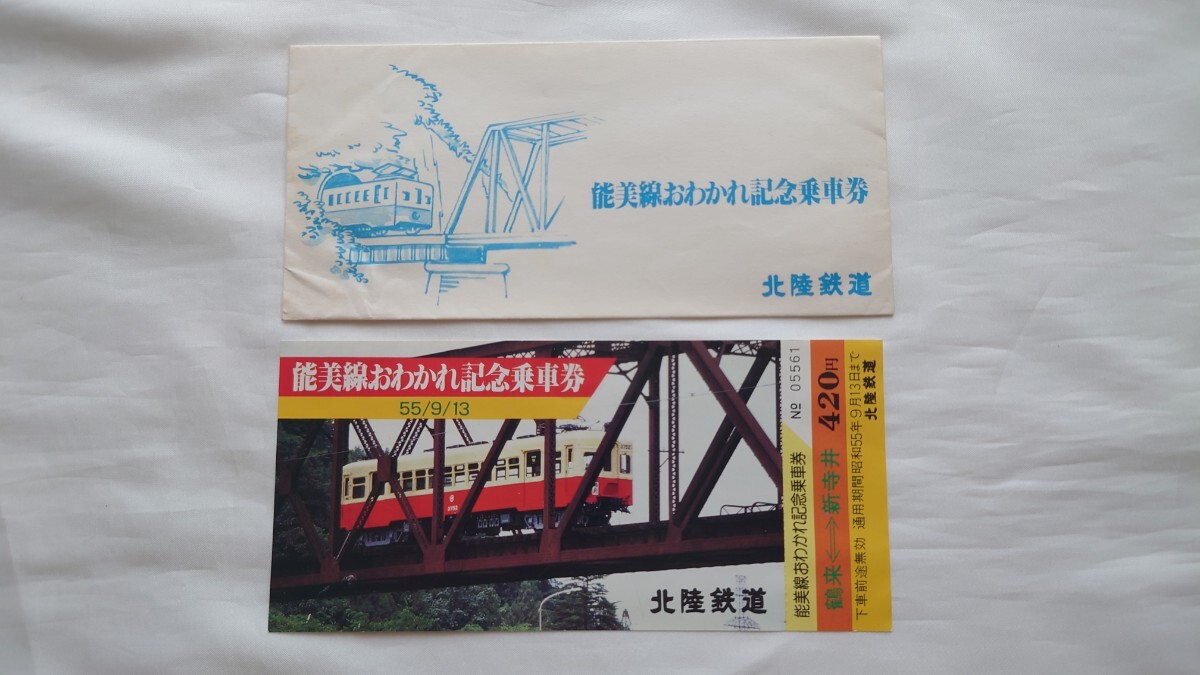 能美線おわかれ記念乗車券
北陸鉄道
能美線おわかれ記念乗車券
55/9/13
北陸鉄道
№ 05561
能美線おわかれ記念乗車券
鶴来⇔新寺井 420円
下車前途無効 通用期間昭和55年9月13日まで
北陸鉄道